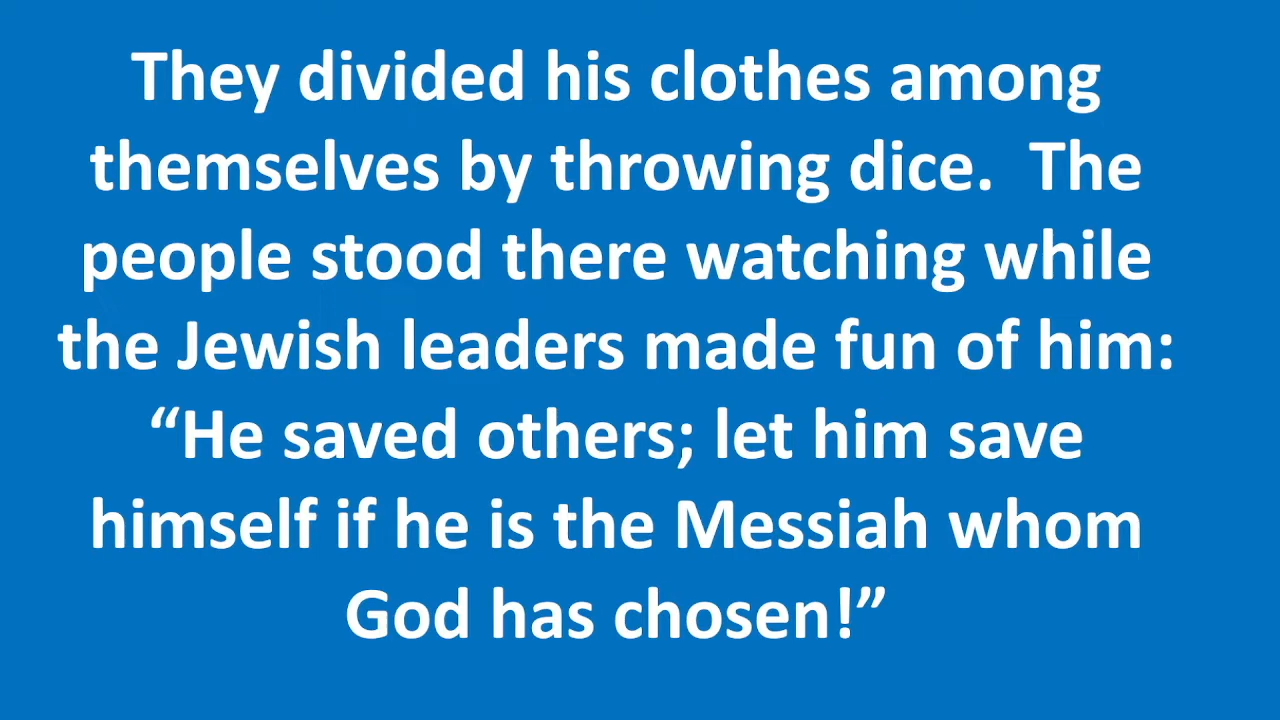 They divided his clothes among
themselves by throwing dice.  The
people stood there watching while
the Jewish leaders made fun of him:
“He saved others; let him save
himself if he is the Messiah whom
God has chosen!”